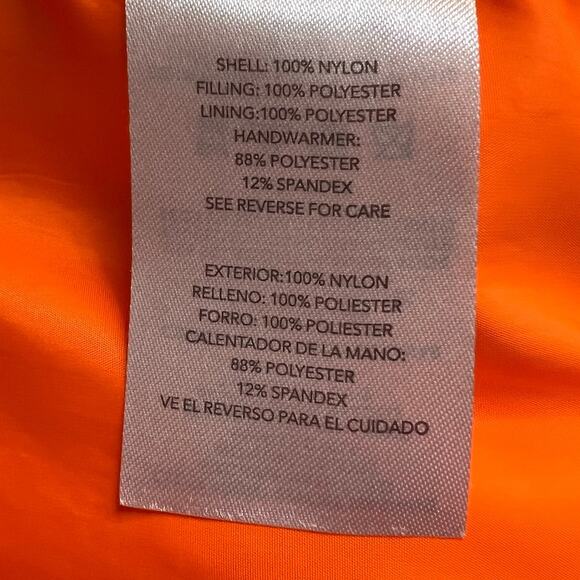 SHELL: 100% NYLON
FILLING: 100% POLYESTER
LINING:100% POLYESTER
HANDWARMER:
88% POLYESTER
12% SPANDEX
SEE REVERSE FOR CARE
EXTERIOR:100% NYLON
RELLENO: 100% POLIESTER
FORRO: 100% POLIESTER
CALENTADOR DE LA MANO:
88% POLYESTER
12% SPANDEX
VE EL REVERSO PARA EL CUIDADO